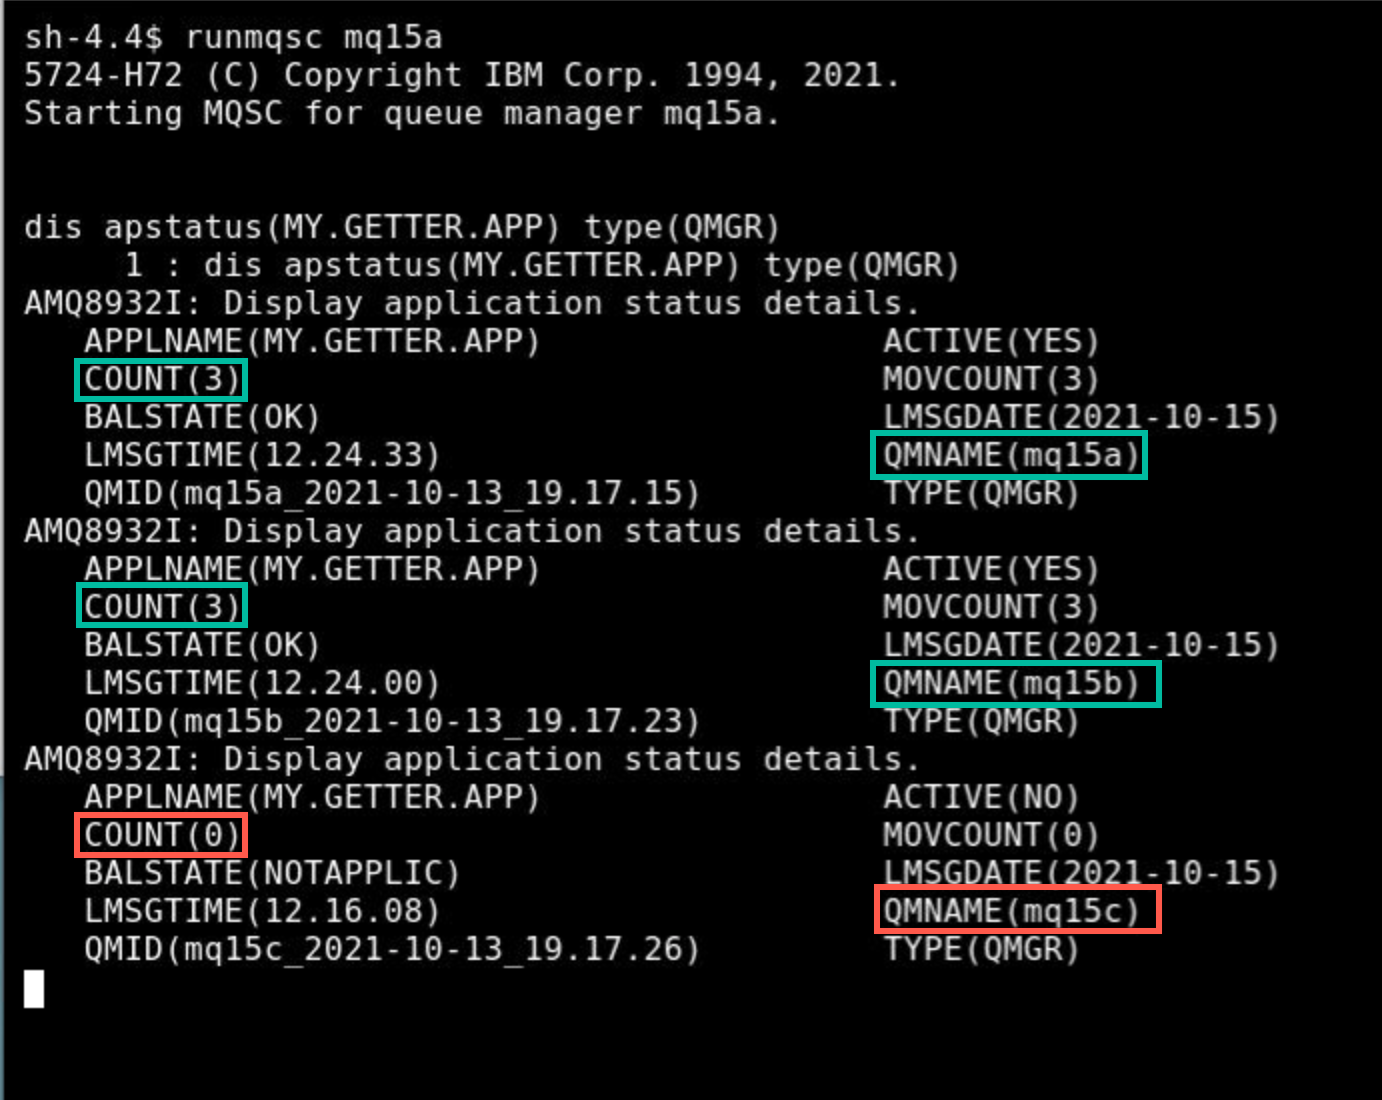 sh-4.4$ runmqsc mq15a
5724-H72 (C) Copyright IBM Corp. 1994, 2021.
Starting MQSC for queue manager mq15a.
dis apstatus(MY.GETTER.APP) type(QMGR)
1 : dis apstatus(MY.GETTER.APP) type(QMGR)
AMQ8932I: Display application status details.
APPLNAME(MY.GETTER.APP) ACTIVE(YES)
COUNT(3) MOVCOUNT(3)
BALSTATE(OK) LMSGDATE(2021-10-15)
LMSGTIME(12.24.33) QMNAME(mq15a)
QMID(mq15a_2021-10-13_19.17.15) TYPE(QMGR)
AMQ8932I: Display application status details.
APPLNAME(MY.GETTER.APP) ACTIVE(YES)
COUNT(3) MOVCOUNT(3)
BALSTATE(OK) LMSGDATE(2021-10-15)
LMSGTIME(12.24.00) QMNAME(mq15b)
QMID(mq15b_2021-10-13_19.17.23) TYPE(QMGR)
AMQ8932I: Display application status details.
APPLNAME(MY.GETTER.APP) ACTIVE(NO)
COUNT(0) MOVCOUNT(0)
BALSTATE(NOTAPPLIC) LMSGDATE(2021-10-15)
LMSGTIME(12.16.08) QMNAME(mq15c)
QMID(mq15c_2021-10-13_19.17.26) TYPE(QMGR)